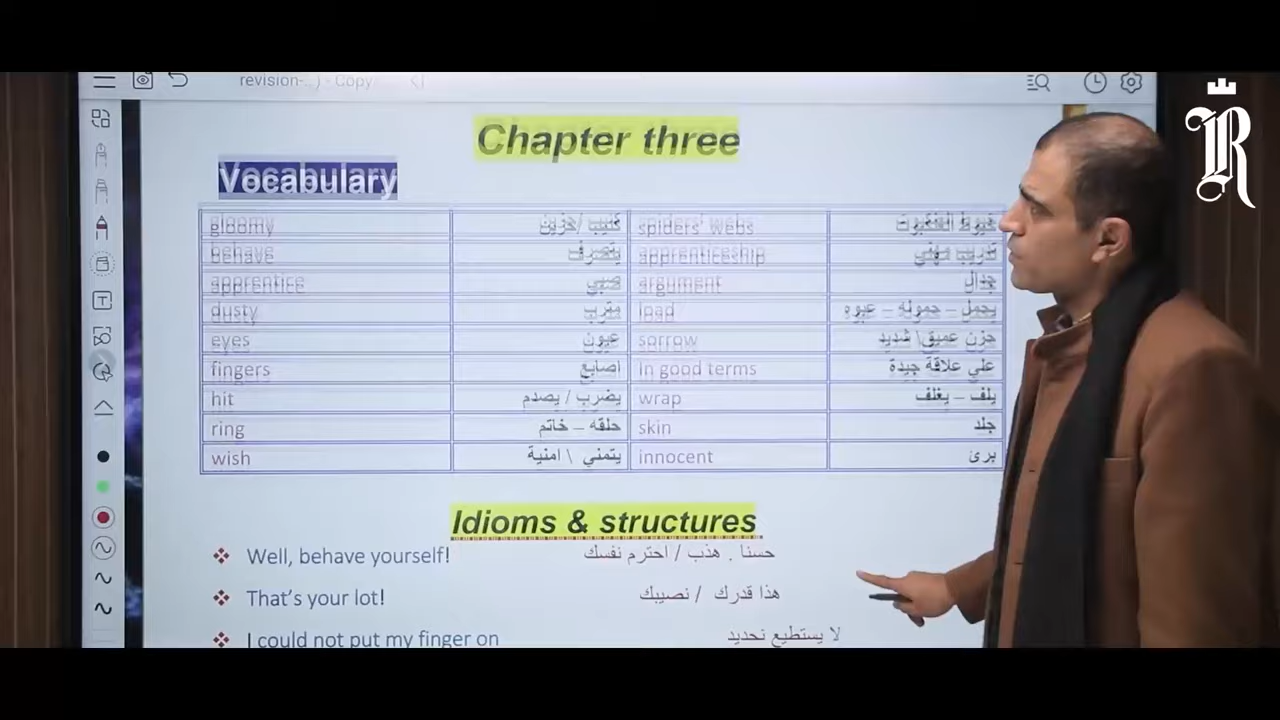 revision-..) - Copy
R
Chapter three
Vocabulary
gloomy كئيب /حزين spiders' webs خيوط العنكبوت
behave يتصرف apprenticeship تدريب مهني
apprentice صبي argument جدال
dusty مترب load يحمل – حموله – عبوه
eyes عيون sorrow حزن عميق\ شديد
fingers اصابع In good terms علي علاقة جيدة
hit يضرب / يصدم wrap يلف – يغلف
ring حلقه – خاتم skin جلد
wish يتمني \ امنية innocent برئ
Idioms & structures
Well, behave yourself! حسنا . هذب / احترم نفسك
That's your lot! هذا قدرك / نصيبك
I could not put my finger on لا يستطيع تحديد